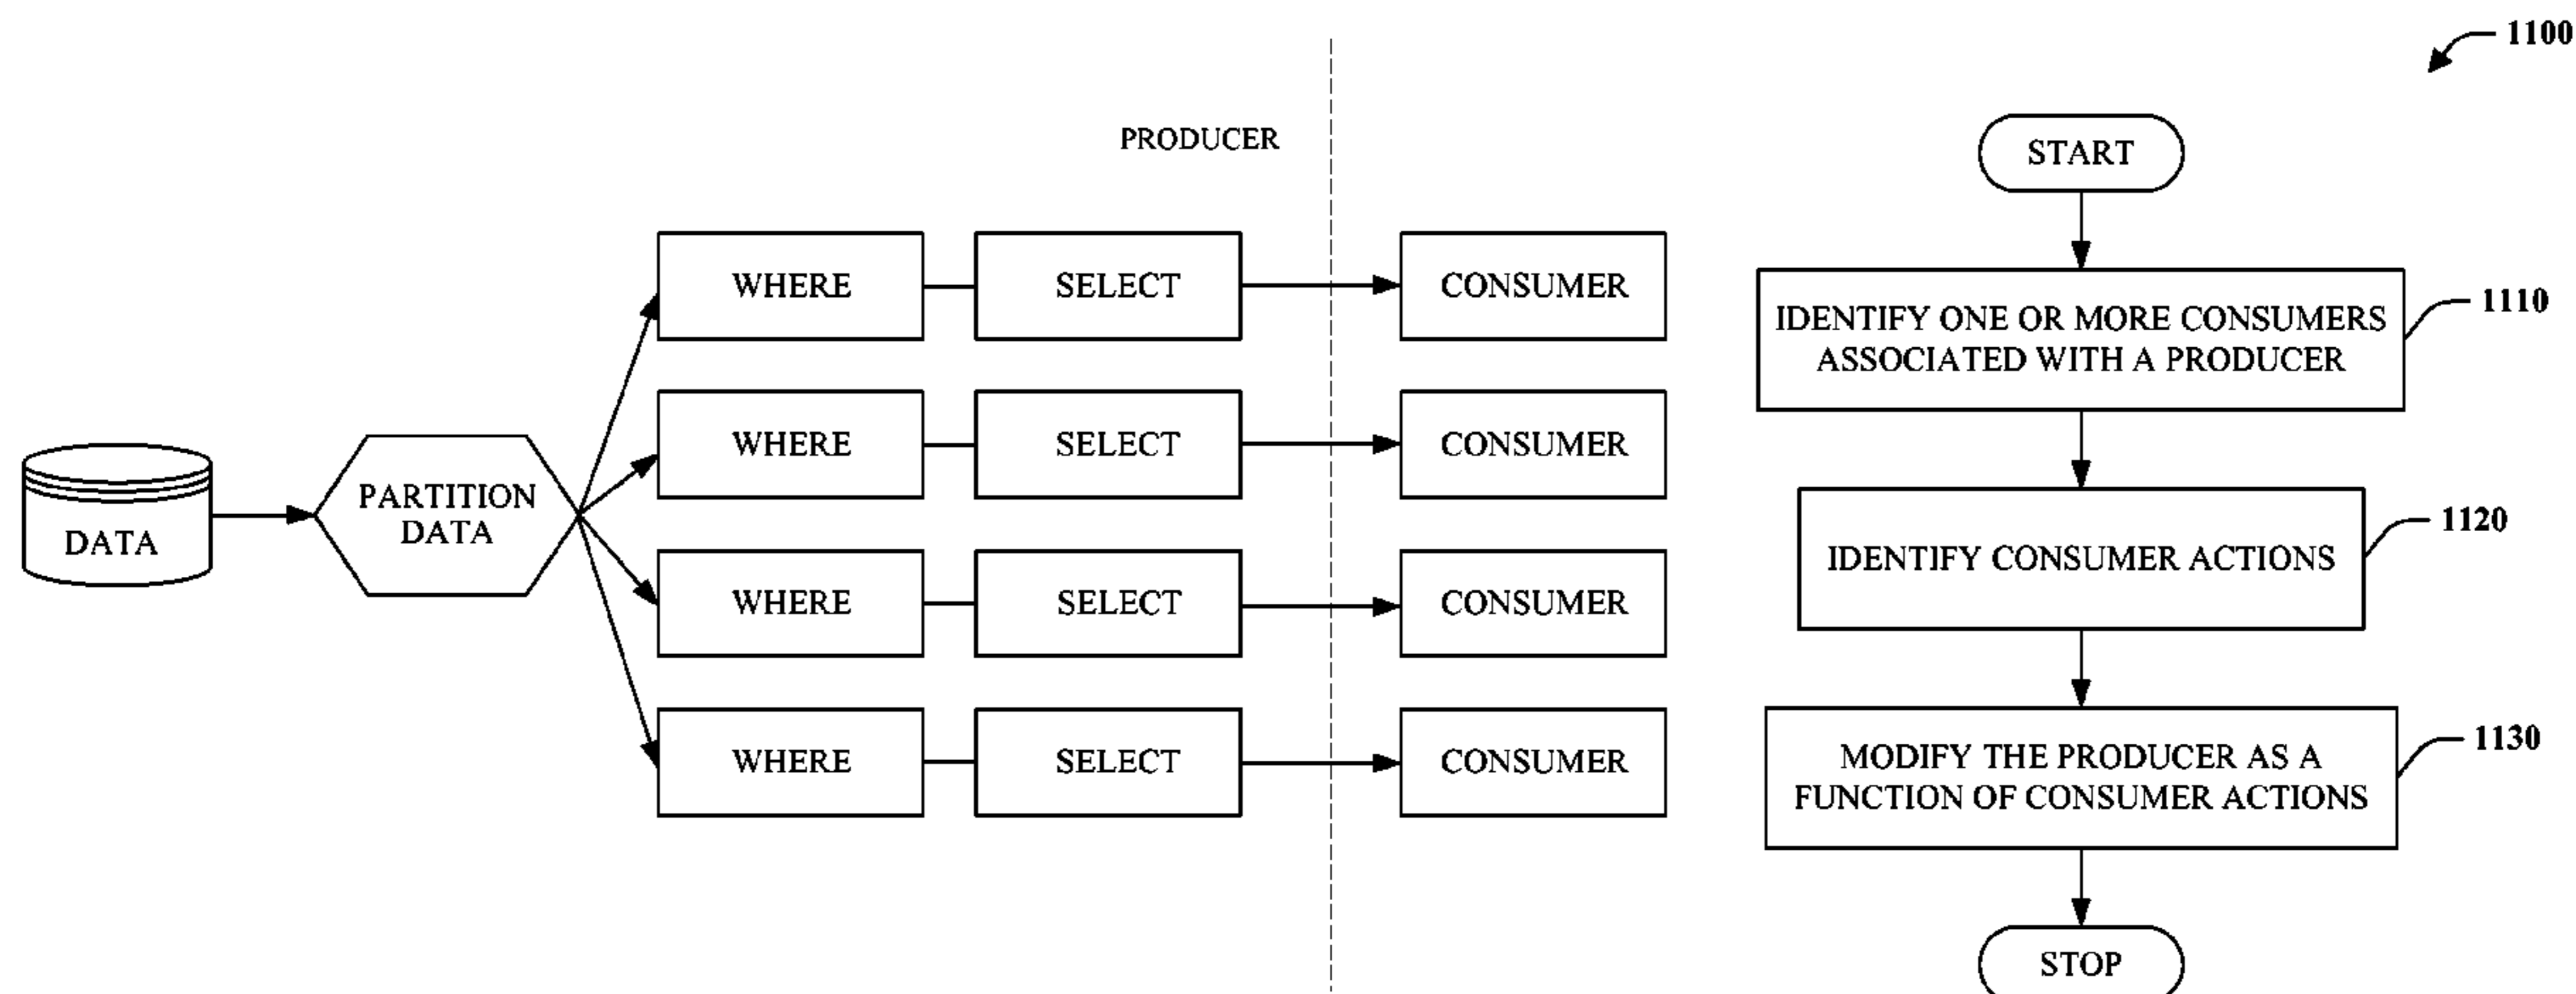 PRODUCER
DATA
PARTITION
DATA
WHERE
SELECT
CONSUMER
WHERE
SELECT
CONSUMER
WHERE
SELECT
CONSUMER
WHERE
SELECT
CONSUMER
1100
START
IDENTIFY ONE OR MORE CONSUMERS
ASSOCIATED WITH A PRODUCER
1110
IDENTIFY CONSUMER ACTIONS
1120
MODIFY THE PRODUCER AS A
FUNCTION OF CONSUMER ACTIONS
1130
STOP